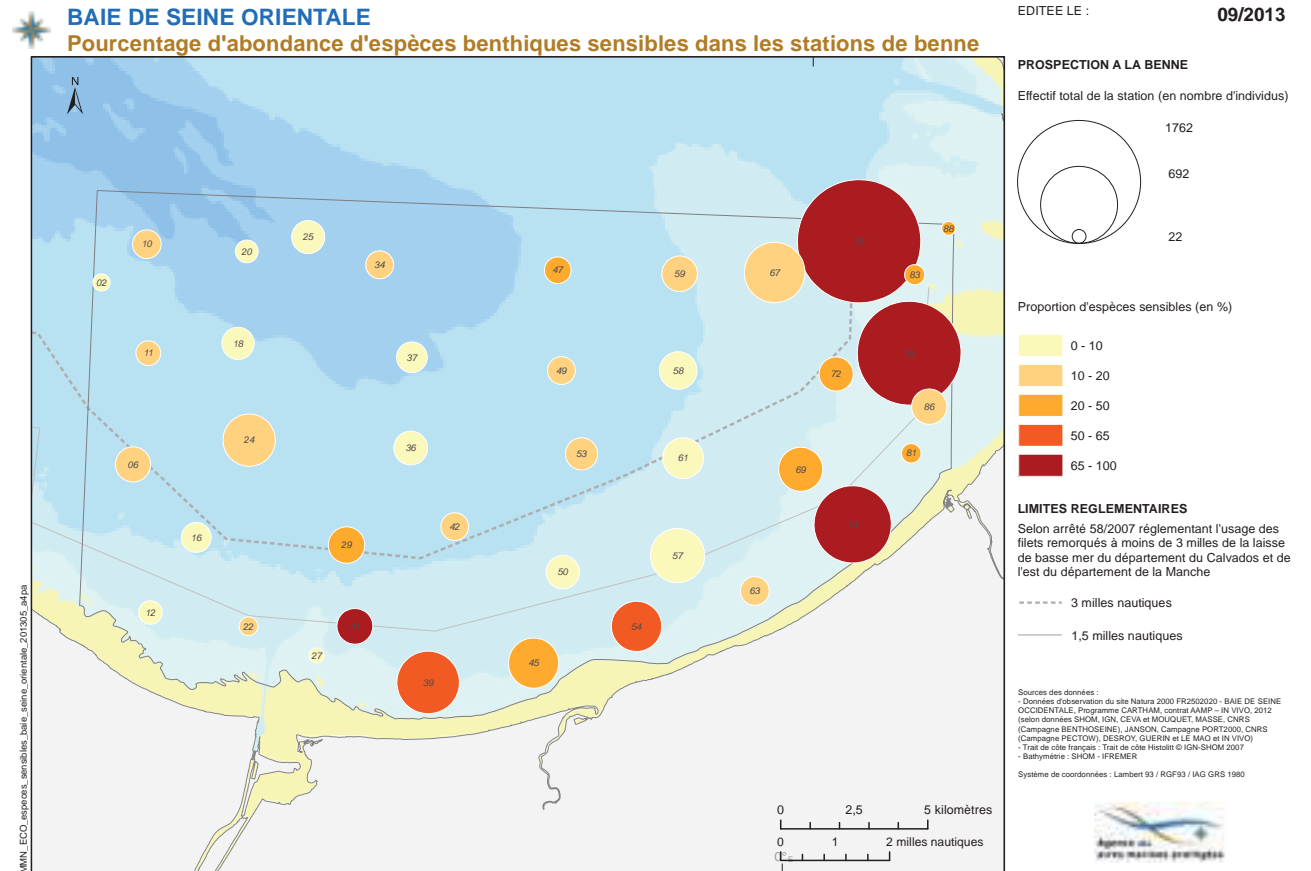 BAIE DE SEINE ORIENTALE
Pourcentage d'abondance d'espèces benthiques sensibles dans les stations de benne
EDITEE LE :
09/2013
N
10
20
25
34
02
47
59
67
88
83
11
18
37
49
58
72
86
24
06
36
53
61
69
81
16
29
42
50
57
63
12
22
27
54
39
45
0
2,5
5 kilomètres
0
1
2 milles nautiques
PROSPECTION A LA BENNE
Effectif total de la station (en nombre d'individus)
1762
692
22
Proportion d'espèces sensibles (en %)
0 - 10
10 - 20
20 - 50
50 - 65
65 - 100
LIMITES REGLEMENTAIRES
Selon arrêté 58/2007 réglementant l'usage des
filets remorqués à moins de 3 milles de la laisse
de basse mer du département du Calvados et de
l'est du département de la Manche
3 milles nautiques
1,5 milles nautiques
Sources des données :
- Données d'observation du site Natura 2000 FR2502020 - BAIE DE SEINE
OCCIDENTALE, Programme CARTHAM, contrat AAMP – IN VIVO, 2012
(selon données SHOM, IGN, CEVA et MOUQUET, MASSE, CNRS
(Campagne BENTHOSEINE), JANSON, Campagne PORT2000, CNRS
(Campagne PECTOW), DESROY, GUERIN et LE MAO et IN VIVO)
- Trait de côte français : Trait de côte Histolitt © IGN-SHOM 2007
- Bathymétrie : SHOM - IFREMER
Système de coordonnées : Lambert 93 / RGF93 / IAG GRS 1980
Agence des
aires marines protégées
ECO_especes_sensibles_baie_seine_orientale_201305_a4pa